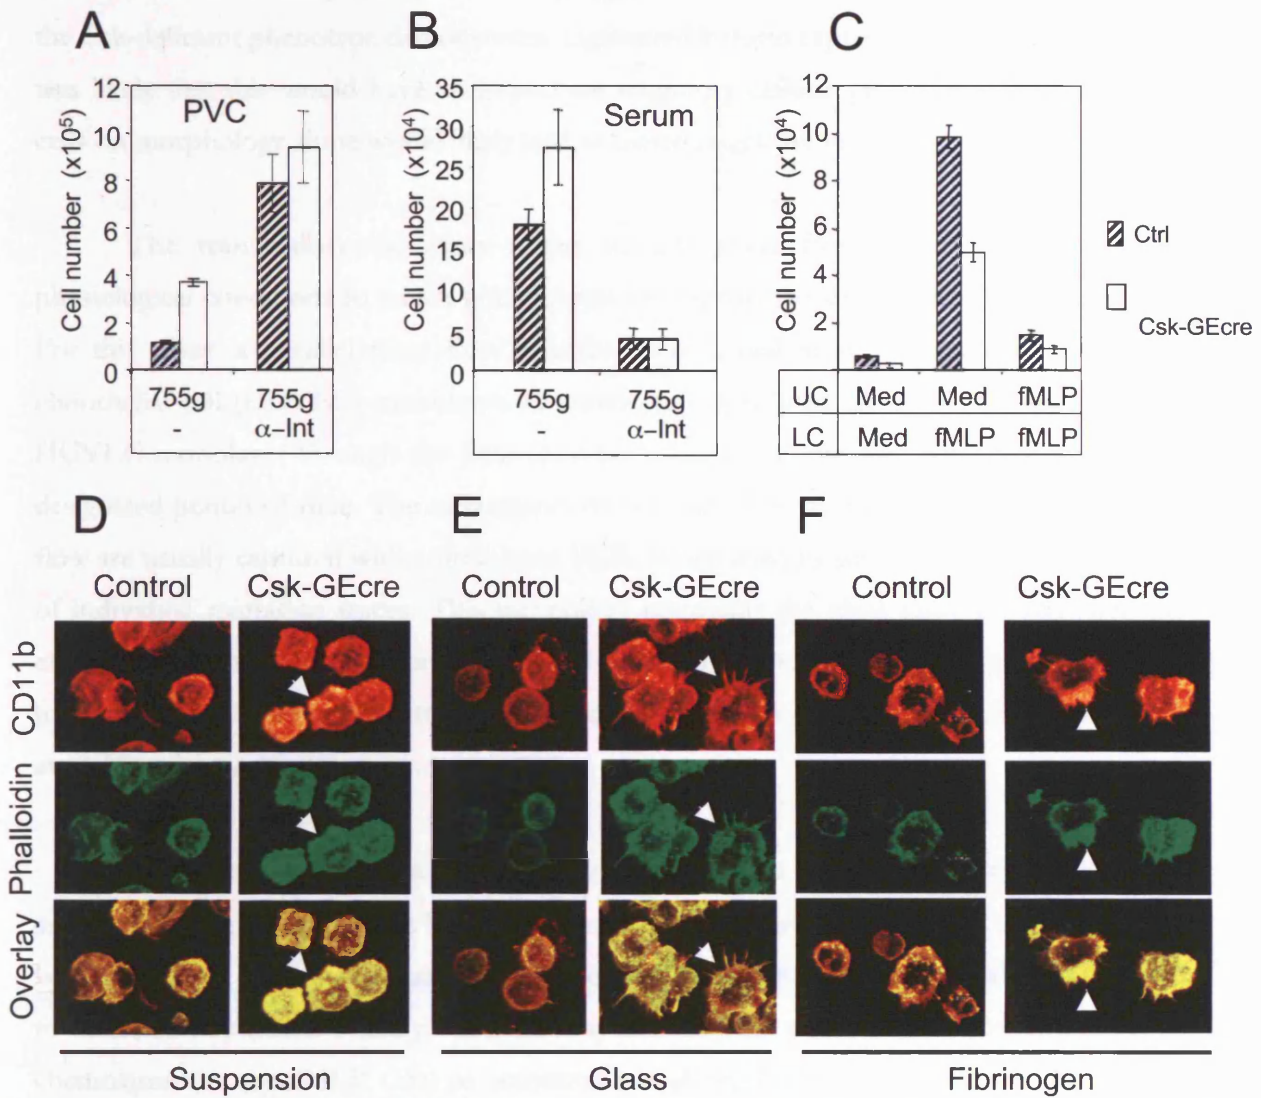 A
B
C
12
10
8
6
4
2
0
Cell number (x10⁵)
PVC
755g
-
755g
α–Int
35
30
25
20
15
10
5
0
Cell number (x10⁴)
Serum
755g
-
755g
α–Int
12
10
8
6
4
2
Cell number (x10⁴)
UC Med Med fMLP
LC Med fMLP fMLP
Ctrl
Csk-GEcre
D
E
F
Control Csk-GEcre
Control Csk-GEcre
Control Csk-GEcre
CD11b
Phalloidin
Overlay
Suspension
Glass
Fibrinogen